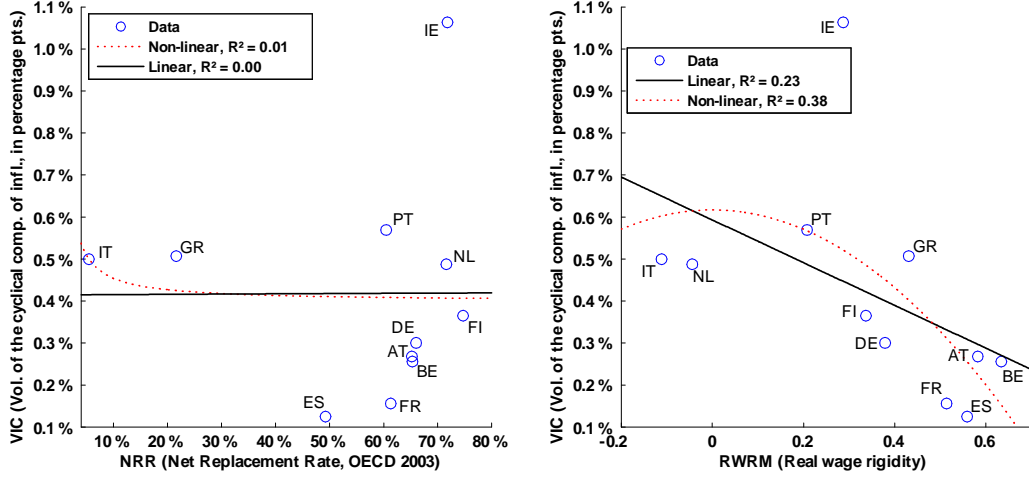 1.1 %
1.0 %
0.9 %
0.8 %
0.7 %
0.6 %
0.5 %
0.4 %
0.3 %
0.2 %
0.1 %
VIC (Vol. of the cyclical comp. of infl., in percentage pts.)
Data
Non-linear, R² = 0.01
Linear, R² = 0.00
IE
PT
IT
GR
NL
FI
DE
AT
BE
ES
FR
10 % 20 % 30 % 40 % 50 % 60 % 70 % 80 %
NRR (Net Replacement Rate, OECD 2003)
1.1 %
1.0 %
0.9 %
0.8 %
0.7 %
0.6 %
0.5 %
0.4 %
0.3 %
0.2 %
0.1 %
VIC (Vol. of the cyclical comp. of infl., in percentage pts.)
Data
Linear, R² = 0.23
Non-linear, R² = 0.38
IE
PT
GR
IT
NL
FI
DE
AT
BE
FR
ES
-0.2 0 0.2 0.4 0.6
RWRM (Real wage rigidity)